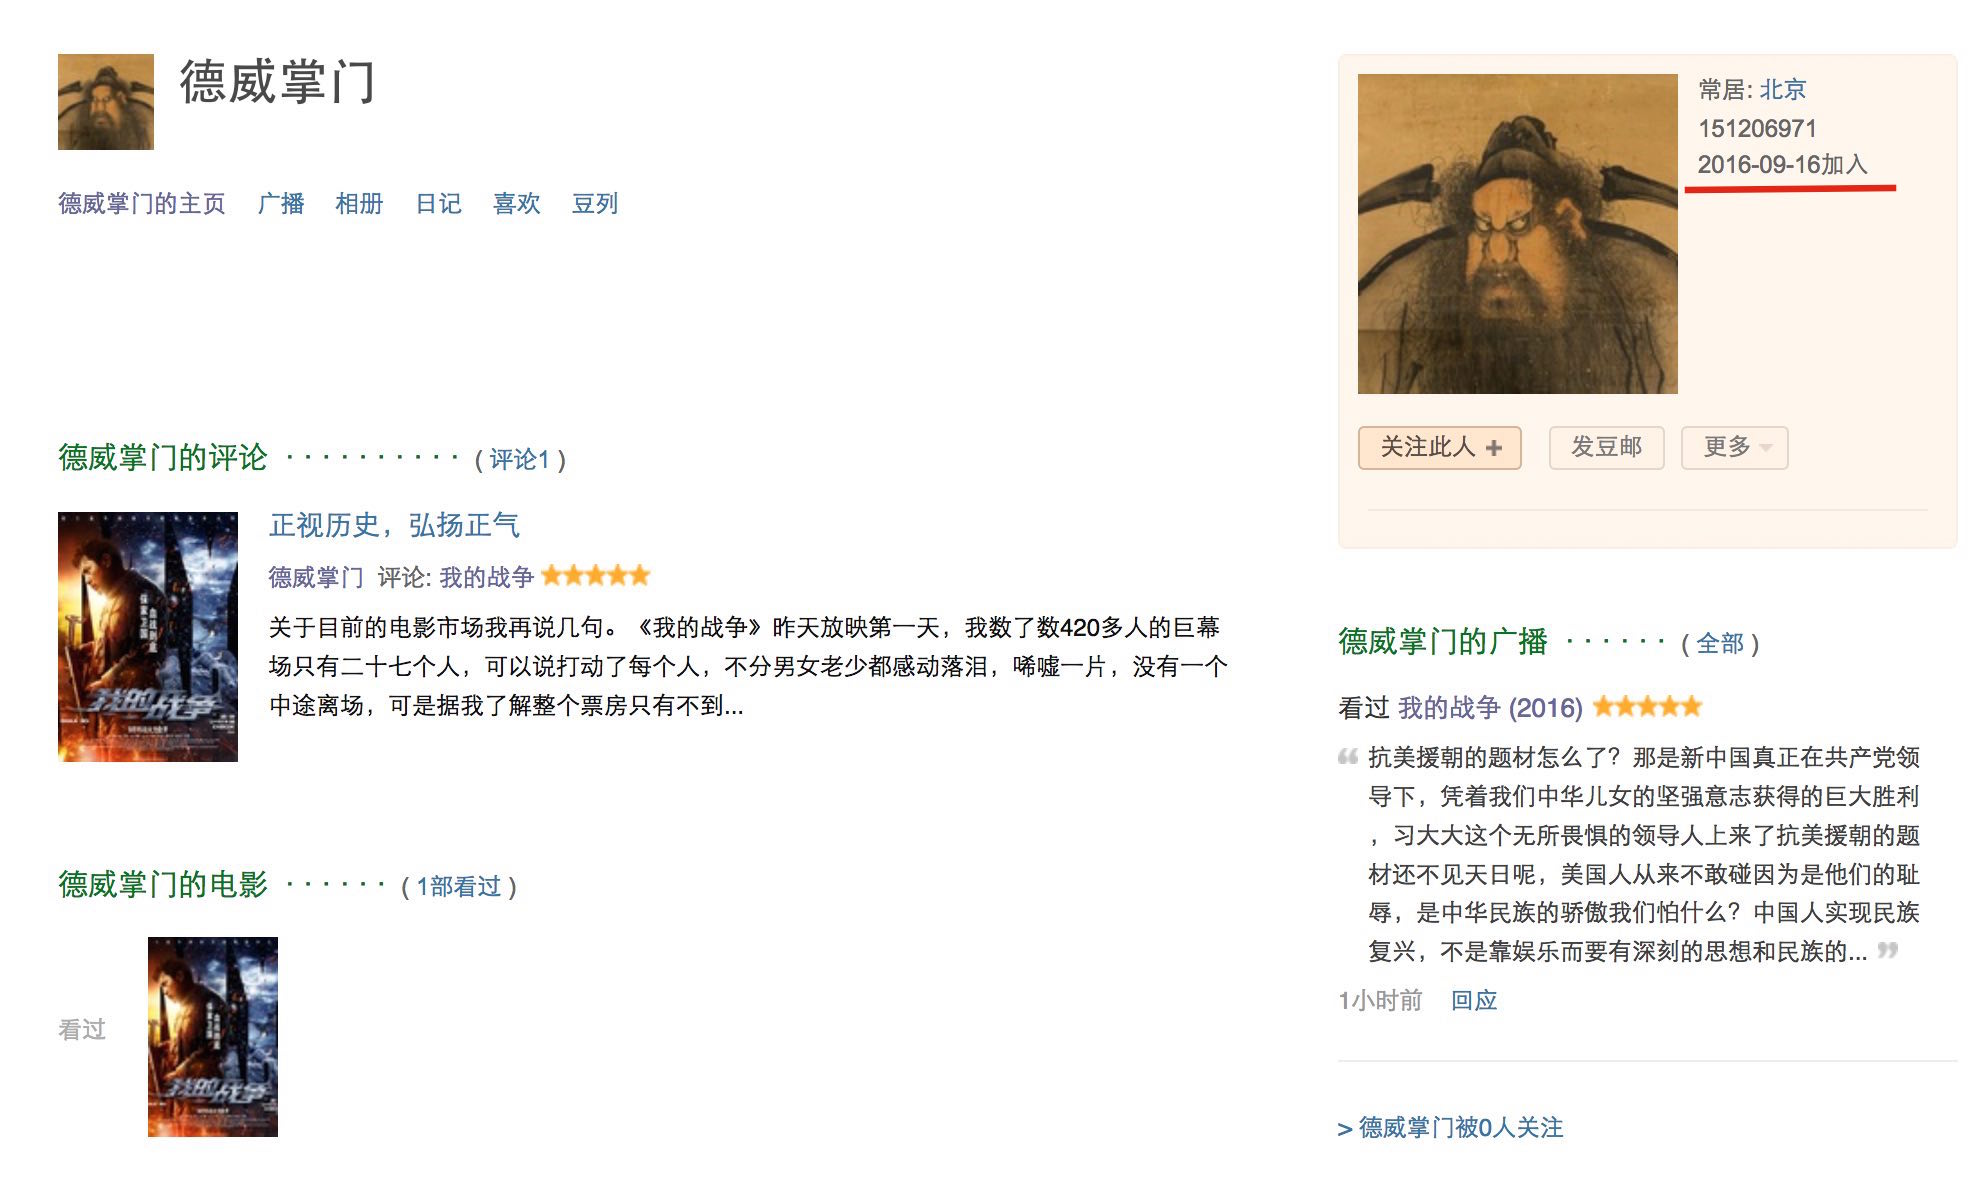 德威掌门
德威掌门的主页 广播 相册 日记 喜欢 豆列
德威掌门的评论 · · · · · · · · · · ( 评论1 )
正视历史，弘扬正气
德威掌门 评论: 我的战争
关于目前的电影市场我再说几句。《我的战争》昨天放映第一天，我数了数420多人的巨幕
场只有二十七个人，可以说打动了每个人，不分男女老少都感动落泪，唏嘘一片，没有一个
中途离场，可是据我了解整个票房只有不到...
我的战争
德威掌门的电影 · · · · · · ( 1部看过 )
看过
我的战争
常居: 北京
151206971
2016-09-16加入
关注此人 +
发豆邮
更多
德威掌门的广播 · · · · · · ( 全部 )
看过 我的战争 (2016)
“ 抗美援朝的题材怎么了？那是新中国真正在共产党领
导下，凭着我们中华儿女的坚强意志获得的巨大胜利
，习大大这个无所畏惧的领导人上来了抗美援朝的题
材还不见天日呢，美国人从来不敢碰因为是他们的耻
辱，是中华民族的骄傲我们怕什么？中国人实现民族
复兴，不是靠娱乐而要有深刻的思想和民族的... ”
1小时前 回应
> 德威掌门被0人关注